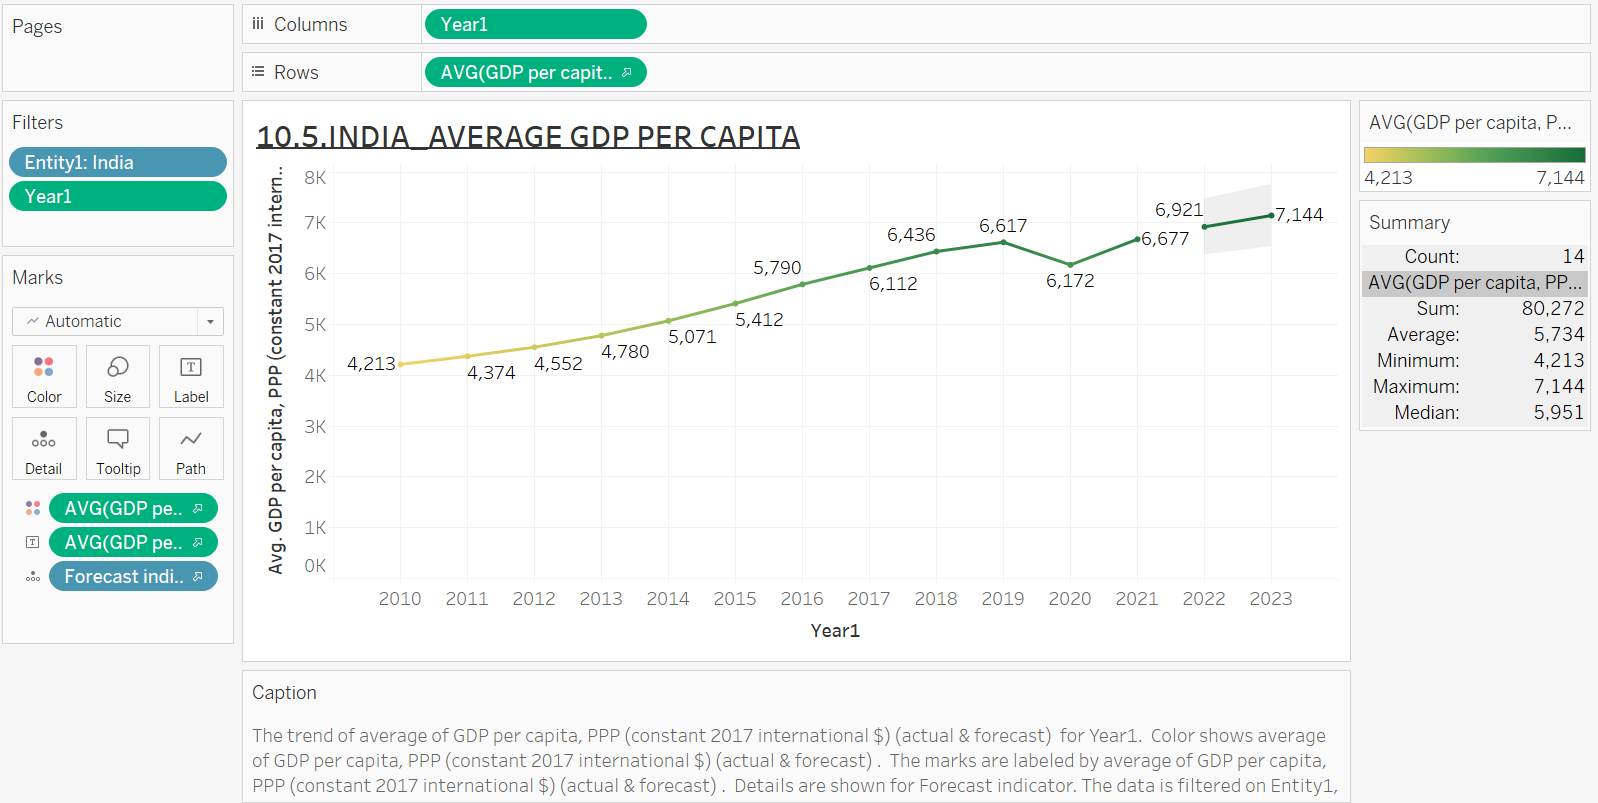 Pages
Columns
Year1
Rows
AVG(GDP per capit..
Filters
Entity1: India
Year1
Marks
Automatic
Color
Size
Label
Detail
Tooltip
Path
AVG(GDP pe..
AVG(GDP pe..
Forecast indi..
10.5.INDIA_AVERAGE GDP PER CAPITA
Avg. GDP per capita, PPP (constant 2017 intern..
8K
7K
6K
5K
4K
3K
2K
1K
0K
4,213
4,374
4,552
4,780
5,071
5,412
5,790
6,112
6,436
6,617
6,172
6,677
6,921
7,144
2010 2011 2012 2013 2014 2015 2016 2017 2018 2019 2020 2021 2022 2023
Year1
AVG(GDP per capita, P...
4,213 7,144
Summary
Count: 14
AVG(GDP per capita, PP...
Sum: 80,272
Average: 5,734
Minimum: 4,213
Maximum: 7,144
Median: 5,951
Caption
The trend of average of GDP per capita, PPP (constant 2017 international $) (actual & forecast) for Year1. Color shows average
of GDP per capita, PPP (constant 2017 international $) (actual & forecast) . The marks are labeled by average of GDP per capita,
PPP (constant 2017 international $) (actual & forecast) . Details are shown for Forecast indicator. The data is filtered on Entity1,